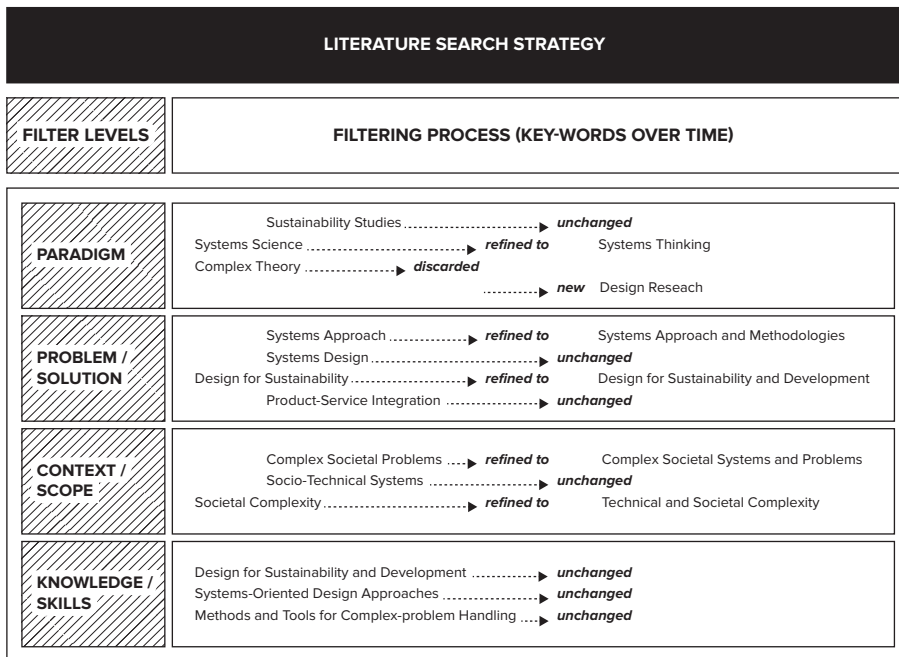 LITERATURE SEARCH STRATEGY
FILTER LEVELS
FILTERING PROCESS (KEY-WORDS OVER TIME)
PARADIGM
Sustainability Studies unchanged
Systems Science refined to Systems Thinking
Complex Theory discarded
new Design Reseach
PROBLEM /
SOLUTION
Systems Approach refined to Systems Approach and Methodologies
Systems Design unchanged
Design for Sustainability refined to Design for Sustainability and Development
Product-Service Integration unchanged
CONTEXT /
SCOPE
Complex Societal Problems refined to Complex Societal Systems and Problems
Socio-Technical Systems unchanged
Societal Complexity refined to Technical and Societal Complexity
KNOWLEDGE /
SKILLS
Design for Sustainability and Development unchanged
Systems-Oriented Design Approaches unchanged
Methods and Tools for Complex-problem Handling unchanged